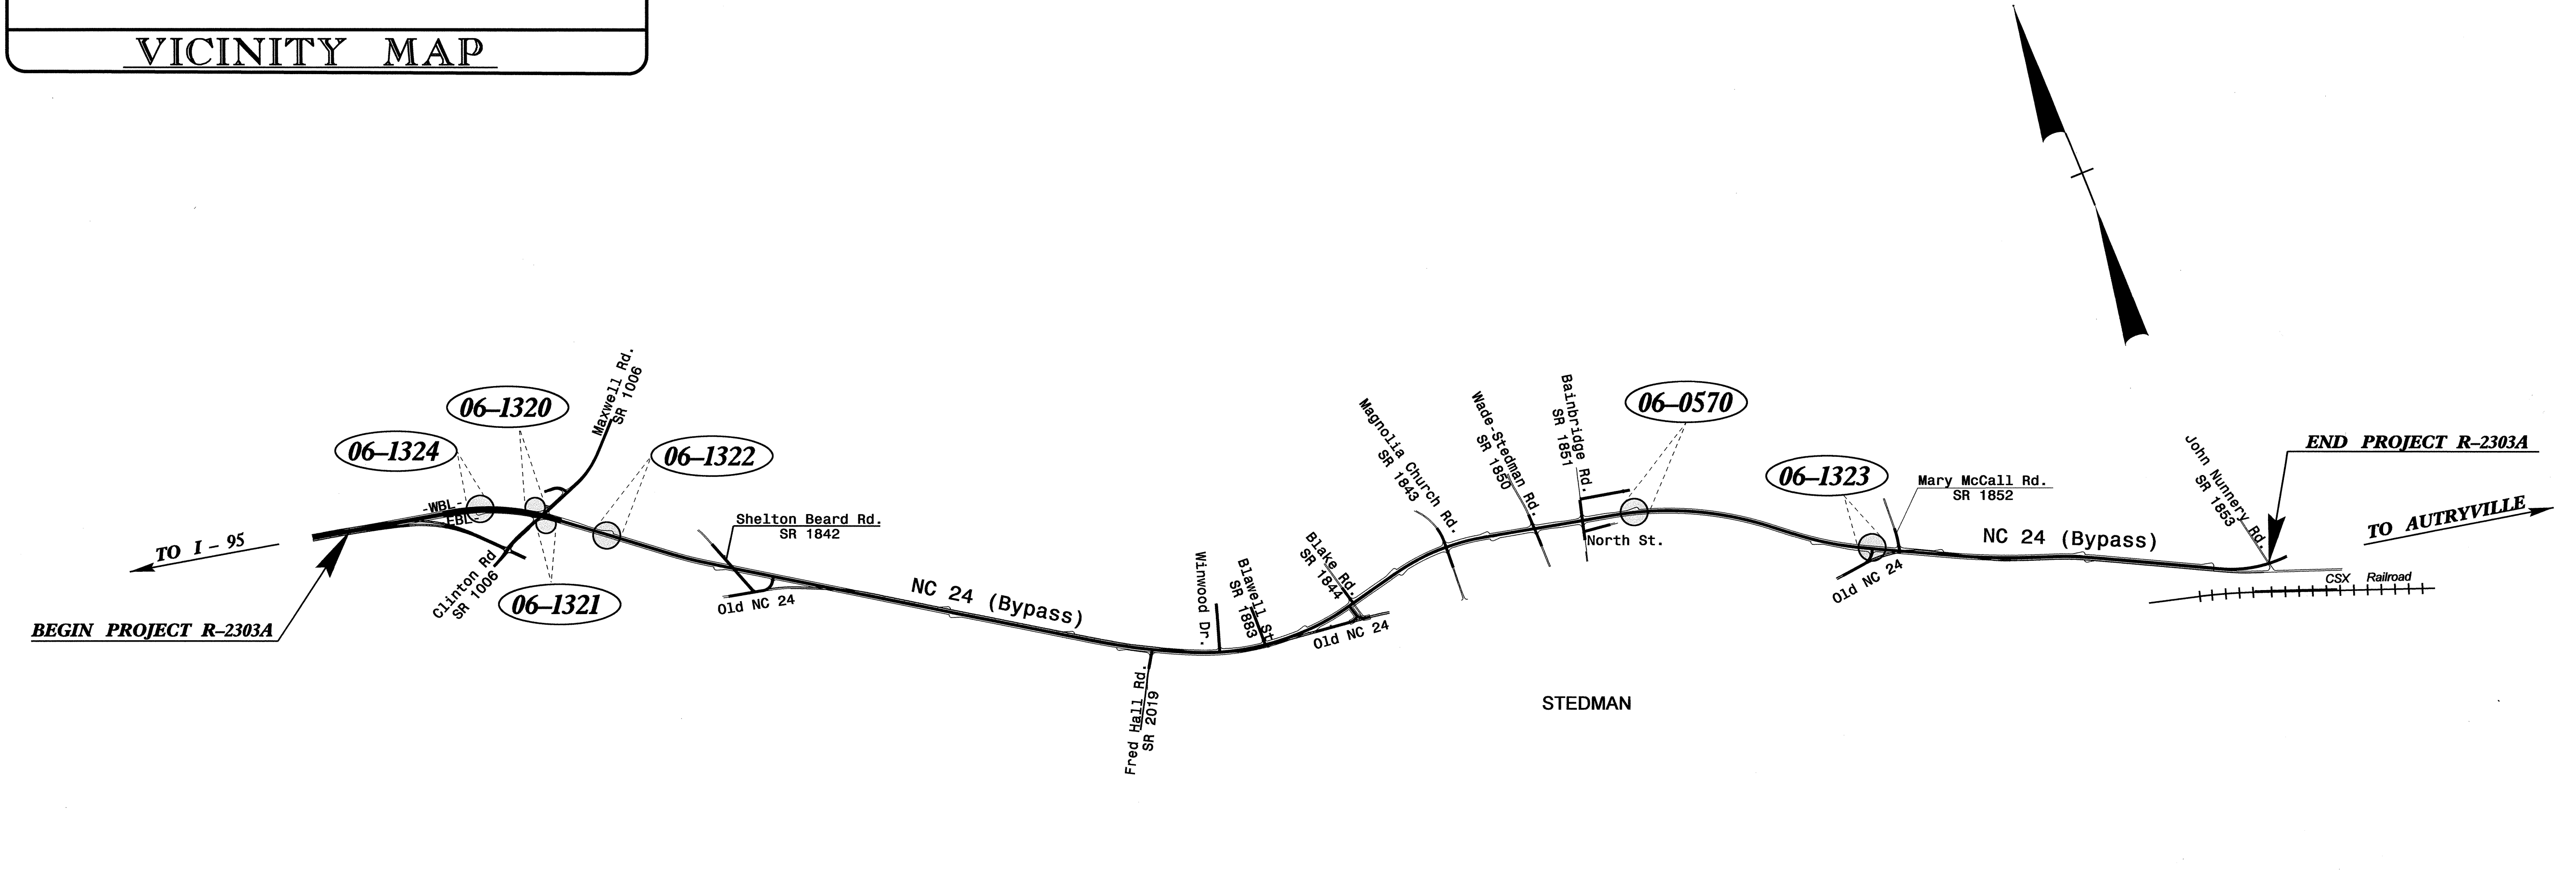 VICINITY MAP
Maxwell Rd.
SR 1006
06–1320
06–1324
06–1322
-WBL-
-EBL-
TO I – 95
Clinton Rd
SR 1006
06–1321
BEGIN PROJECT R–2303A
Shelton Beard Rd.
SR 1842
Old NC 24
NC 24 (Bypass)
Fred Hall Rd.
SR 2019
Winwood Dr.
Blawell St
SR 1883
Blake Rd.
SR 1844
Old NC 24
Magnolia Church Rd.
SR 1843
Wade-Stedman Rd.
SR 1850
Bainbridge Rd.
SR 1851
North St.
06–0570
STEDMAN
06–1323
Mary McCall Rd.
SR 1852
Old NC 24
NC 24 (Bypass)
John Nunnery Rd.
SR 1853
END PROJECT R–2303A
TO AUTRYVILLE
CSX Railroad